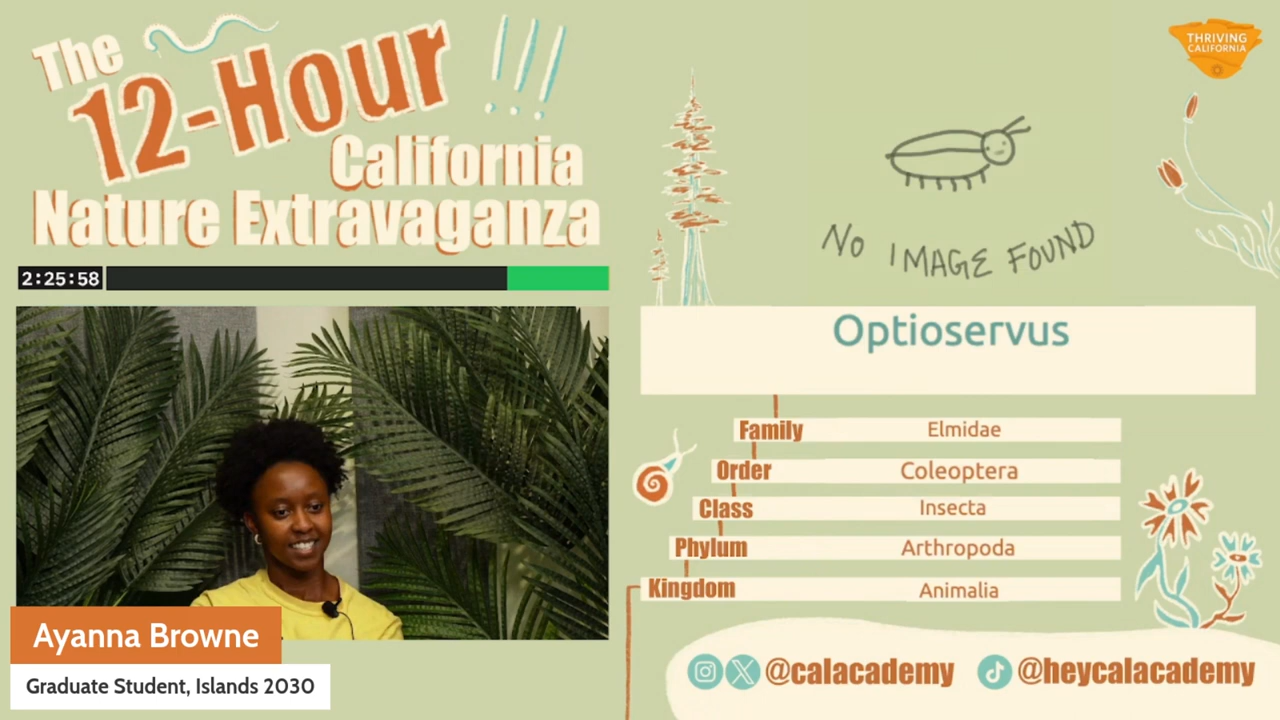 The
12-Hour !!!
California
Nature Extravaganza
2:25:58
Ayanna Browne
Graduate Student, Islands 2030
THRIVING
CALIFORNIA
NO IMAGE FOUND
Optioservus
Family Elmidae
Order Coleoptera
Class Insecta
Phylum Arthropoda
Kingdom Animalia
@calacademy @heycalacademy